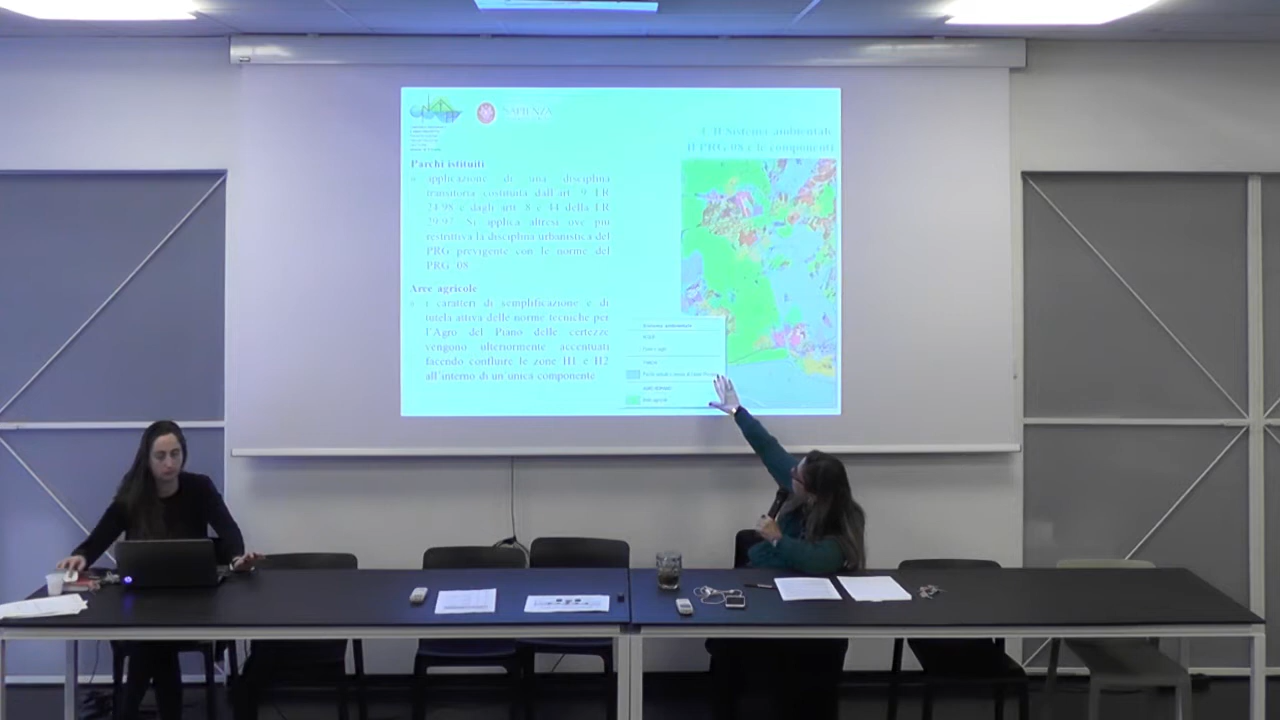 SAPIENZA
1. Il Sistema ambientale
Il PRG '08 e le componenti
Parchi istituiti
applicazione di una disciplina
transitoria costituita dall'art. 9 LR
24/98 e dagli artt. 8 e 44 della LR
29/97. Si applica altresì ove più
restrittiva la disciplina urbanistica del
PRG previgente con le norme del
PRG '08
Aree agricole
i caratteri di semplificazione e di
tutela attiva delle norme tecniche per
l'Agro del Piano delle certezze
vengono ulteriormente accentuati
facendo confluire le zone H1 e H2
all'interno di un'unica componente